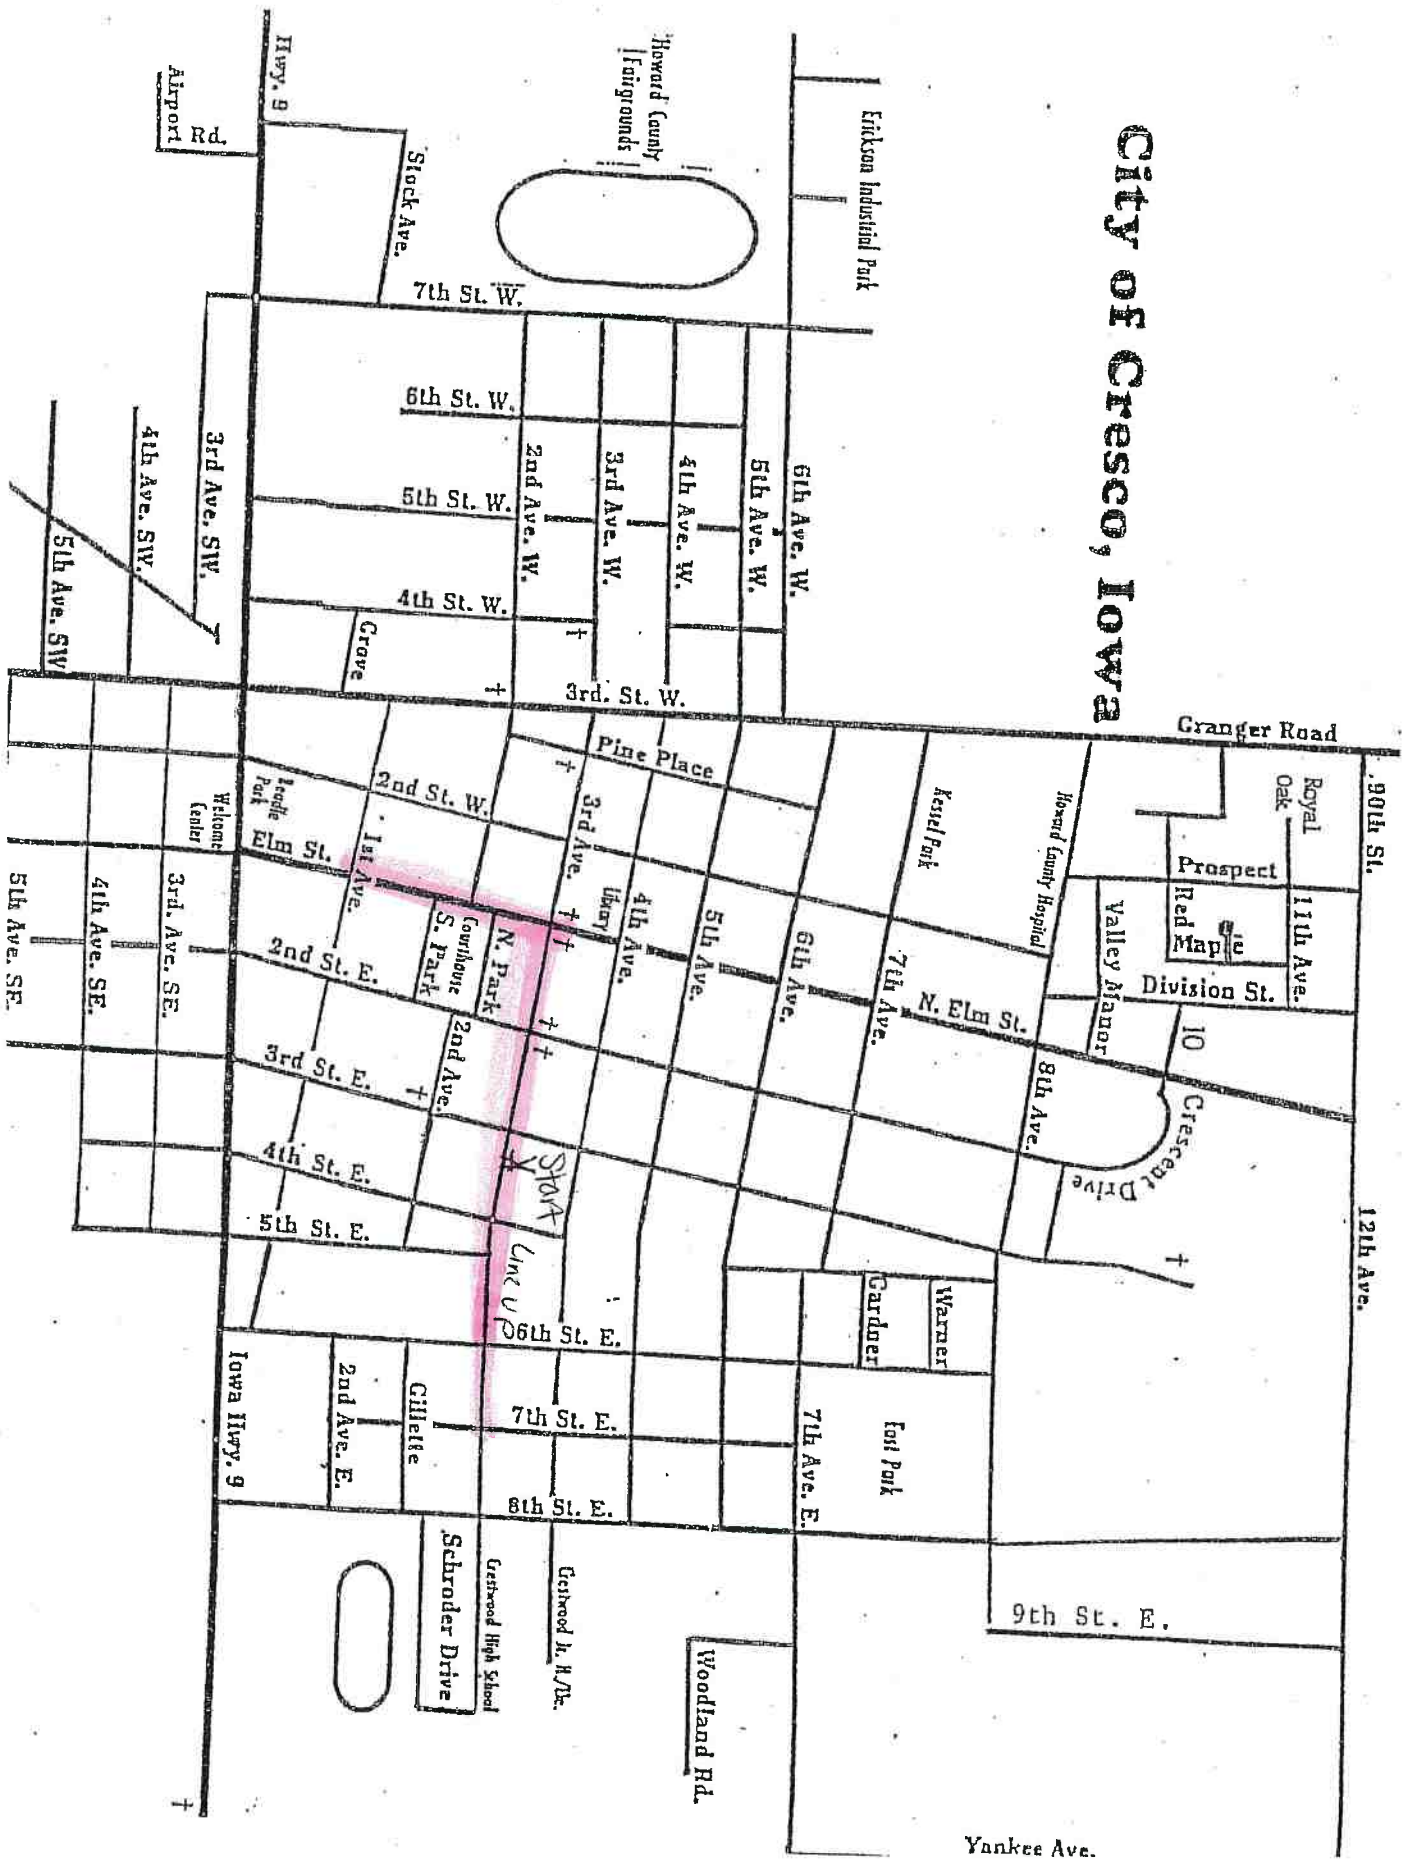 City of Cresco, Iowa
Hwy. 9
Airport Rd.
Stock Ave.
Howard County
Fairgrounds
Erickson Industrial Park
7th St. W.
6th St. W.
5th St. W.
4th St. W.
2nd Ave. W.
3rd Ave. W.
4th Ave. W.
5th Ave. W.
6th Ave. W.
3rd Ave. SW.
4th Ave. SW.
5th Ave. SW
Grove
3rd. St. W.
Granger Road
Pine Place
2nd St. W.
Beadle
Park
Welcome
Center
Elm St.
1st Ave.
3rd Ave.
Library
4th Ave.
5th Ave.
6th Ave.
7th Ave.
Kessel Park
Howard County Hospital
Royal
Oak
90th St.
Prospect
Red
Maple
11th Ave.
Valley Manor
Division St.
N. Elm St.
10
Crescent Drive
8th Ave.
12th Ave.
N. Park
Courthouse
S. Park
2nd St. E.
2nd Ave.
3rd St. E.
4th St. E.
5th St. E.
3rd. Ave. SE.
4th Ave. SE.
5th Ave. SE.
Start
Line up
6th St. E.
7th St. E.
8th St. E.
Gardner
Warner
East Park
7th Ave. E.
Iowa Hwy. 9
2nd Ave. E.
Gillette
Schroder Drive
Crestwood High School
Crestwood Jr. H.
Woodland Rd.
9th St. E.
Yankee Ave.